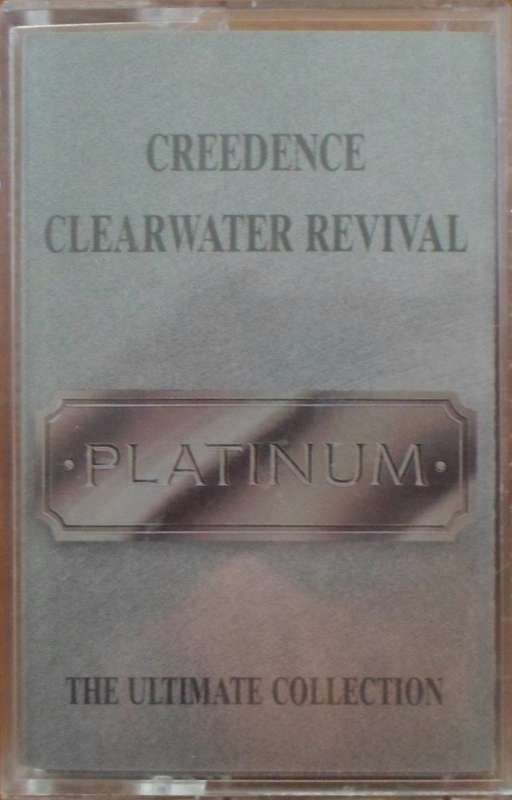 CREEDENCE
CLEARWATER REVIVAL
·PLATINUM·
THE ULTIMATE COLLECTION